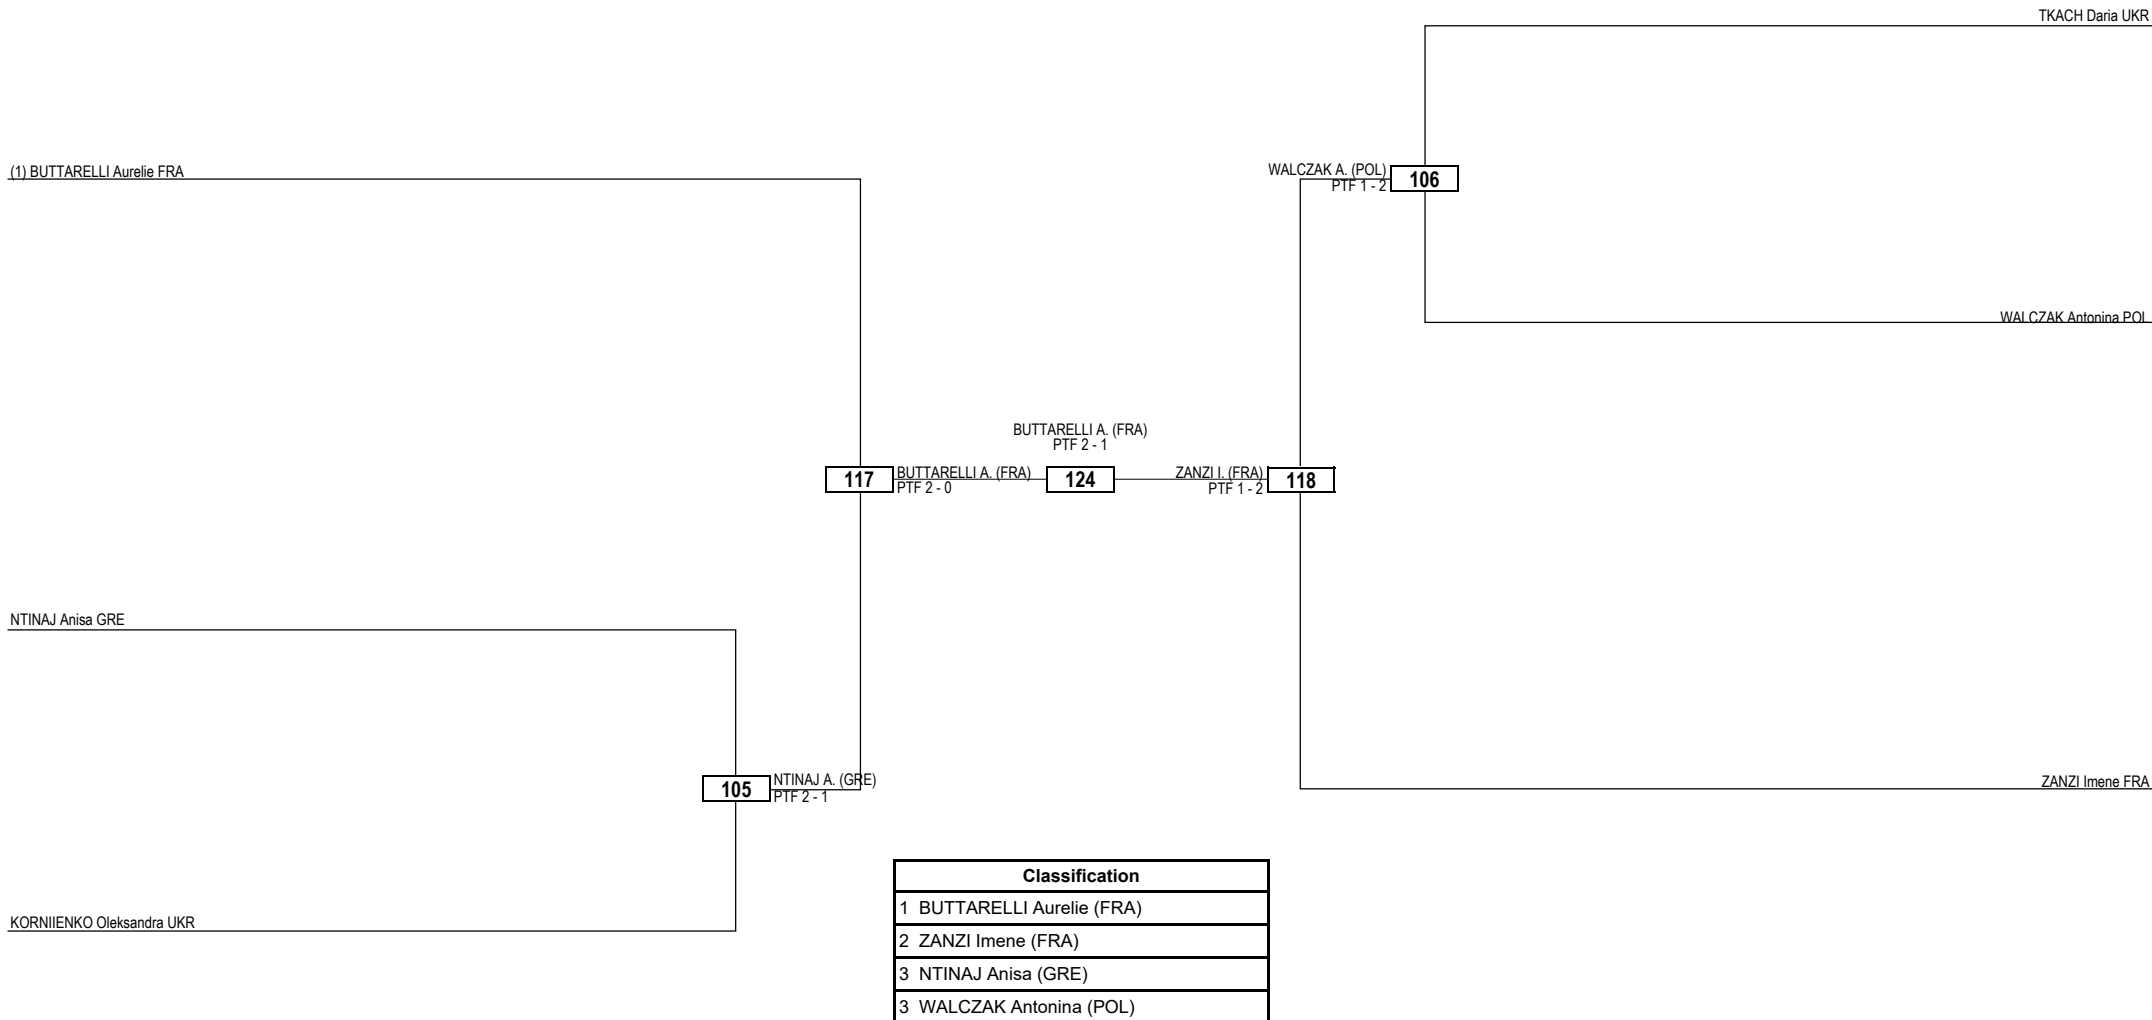 TKACH Daria UKR
(1) BUTTARELLI Aurelie FRA
WALCZAK A. (POL)
PTF 1 - 2
106
WALCZAK Antonina POL
BUTTARELLI A. (FRA)
PTF 2 - 1
117
BUTTARELLI A. (FRA)
PTF 2 - 0
124
ZANZI I. (FRA)
PTF 1 - 2
118
NTINAJ Anisa GRE
105
NTINAJ A. (GRE)
PTF 2 - 1
ZANZI Imene FRA
KORNIIENKO Oleksandra UKR
Classification
1 BUTTARELLI Aurelie (FRA)
2 ZANZI Imene (FRA)
3 NTINAJ Anisa (GRE)
3 WALCZAK Antonina (POL)